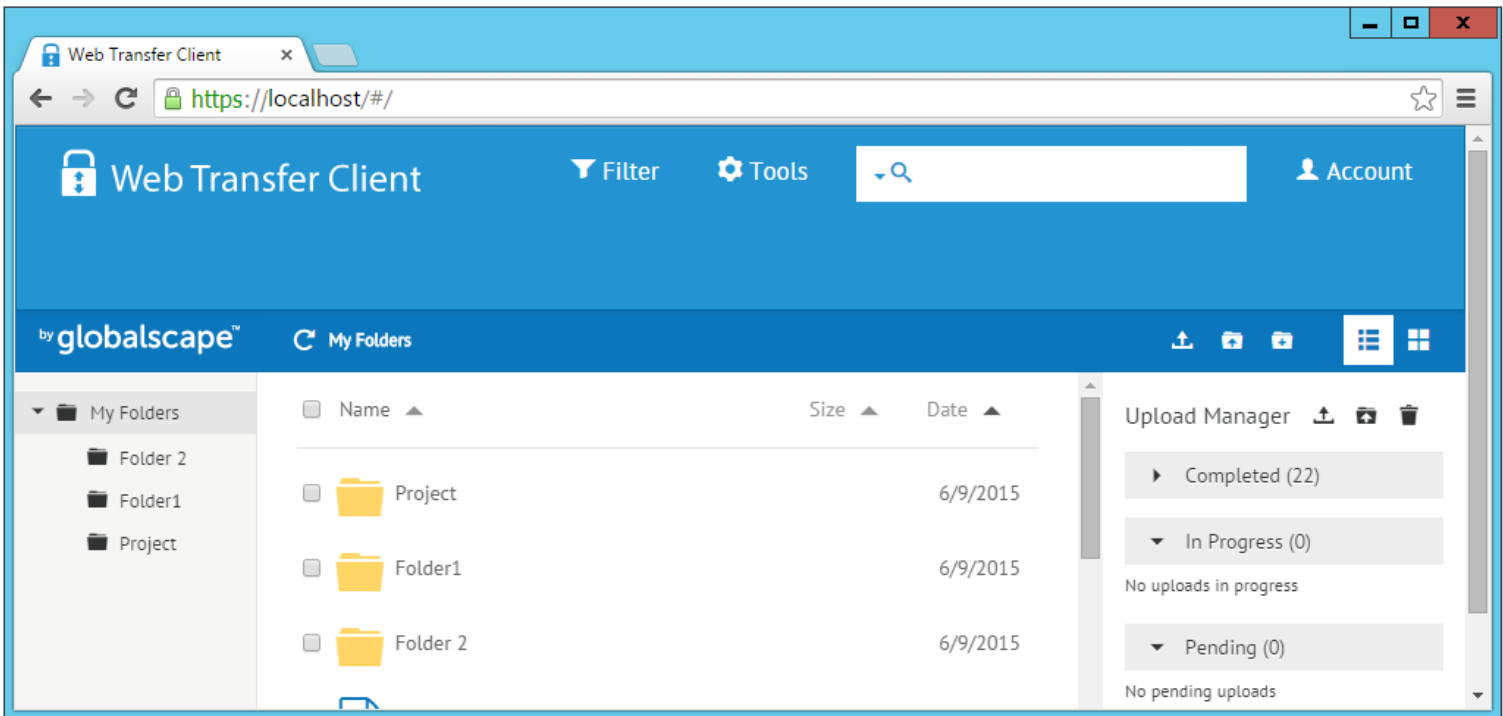 Web Transfer Client
https://localhost/#/
Web Transfer Client
Filter
Tools
Account
by globalscape™
My Folders
My Folders
Folder 2
Folder1
Project
Name
Size
Date
Project
6/9/2015
Folder1
6/9/2015
Folder 2
6/9/2015
Upload Manager
Completed (22)
In Progress (0)
No uploads in progress
Pending (0)
No pending uploads